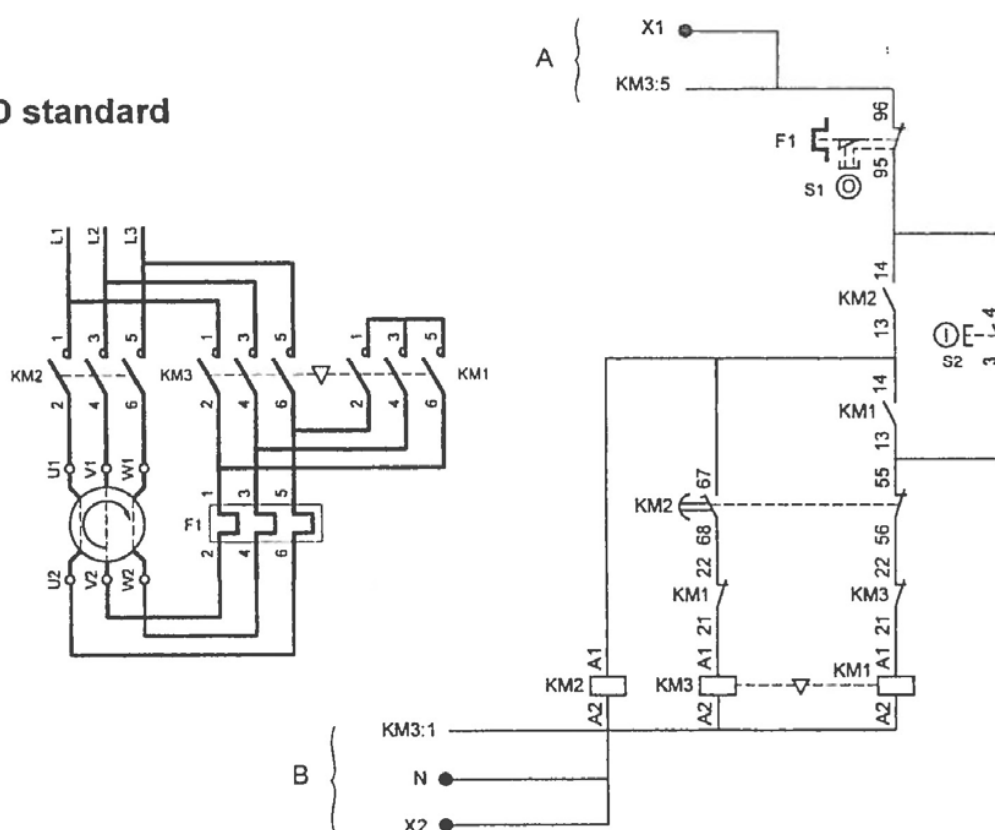 X1
A
KM3:5
D standard
96
F1
95
S1
L1 L2 L3
14
KM2
13
4
S2
3
1 3 5
1 3 5
1 3 5
KM2
KM3
KM1
2 4 6
2 4 6
2 4 6
14
KM1
13
U1 V1 W1
1 3 5
F1
2 4 6
U2 V2 W2
67
55
KM2
68
56
22
22
KM1
KM3
21
21
A1
A1
A1
KM2
KM3
KM1
A2
A2
A2
KM3:1
B
N
X2